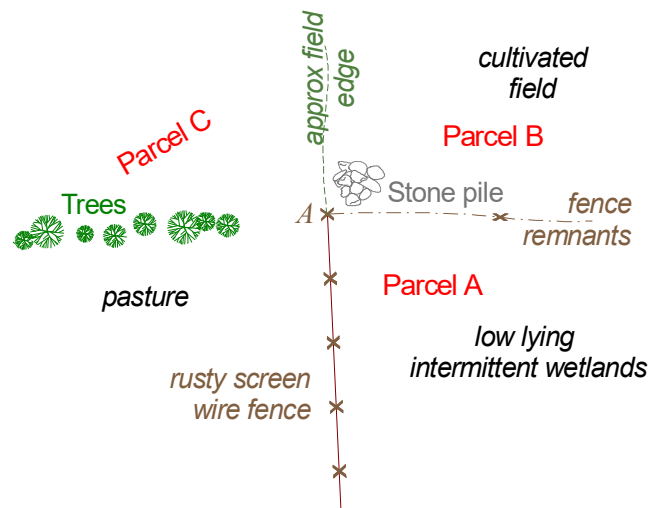 approx field
edge
cultivated
field
Parcel C
Parcel B
Trees
Stone pile
A
fence
remnants
Parcel A
pasture
low lying
intermittent wetlands
rusty screen
wire fence